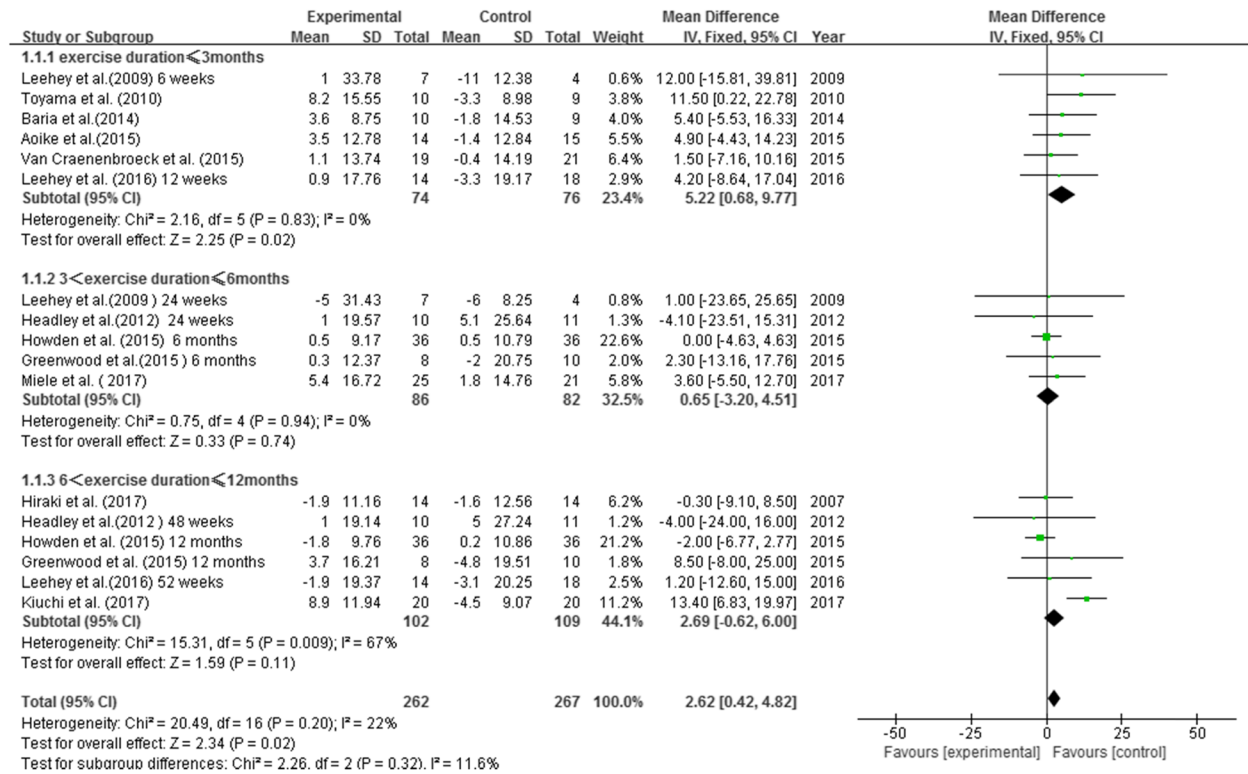 Experimental Control Mean Difference Mean Difference
Study or Subgroup Mean SD Total Mean SD Total Weight IV, Fixed, 95% CI Year IV, Fixed, 95% CI
1.1.1 exercise duration⩽3months
Leehey et al.(2009) 6 weeks 1 33.78 7 -11 12.38 4 0.6% 12.00 [-15.81, 39.81] 2009
Toyama et al. (2010) 8.2 15.55 10 -3.3 8.98 9 3.8% 11.50 [0.22, 22.78] 2010
Baria et al.(2014) 3.6 8.75 10 -1.8 14.53 9 4.0% 5.40 [-5.53, 16.33] 2014
Aoike et al.(2015) 3.5 12.78 14 -1.4 12.84 15 5.5% 4.90 [-4.43, 14.23] 2015
Van Craenenbroeck et al. (2015) 1.1 13.74 19 -0.4 14.19 21 6.4% 1.50 [-7.16, 10.16] 2015
Leehey et al. (2016) 12 weeks 0.9 17.76 14 -3.3 19.17 18 2.9% 4.20 [-8.64, 17.04] 2016
Subtotal (95% CI) 74 76 23.4% 5.22 [0.68, 9.77]
Heterogeneity: Chi² = 2.16, df = 5 (P = 0.83); I² = 0%
Test for overall effect: Z = 2.25 (P = 0.02)
1.1.2 3<exercise duration⩽6months
Leehey et al.(2009 ) 24 weeks -5 31.43 7 -6 8.25 4 0.8% 1.00 [-23.65, 25.65] 2009
Headley et al.(2012) 24 weeks 1 19.57 10 5.1 25.64 11 1.3% -4.10 [-23.51, 15.31] 2012
Howden et al. (2015) 6 months 0.5 9.17 36 0.5 10.79 36 22.6% 0.00 [-4.63, 4.63] 2015
Greenwood et al.(2015 ) 6 months 0.3 12.37 8 -2 20.75 10 2.0% 2.30 [-13.16, 17.76] 2015
Miele et al. ( 2017) 5.4 16.72 25 1.8 14.76 21 5.8% 3.60 [-5.50, 12.70] 2017
Subtotal (95% CI) 86 82 32.5% 0.65 [-3.20, 4.51]
Heterogeneity: Chi² = 0.75, df = 4 (P = 0.94); I² = 0%
Test for overall effect: Z = 0.33 (P = 0.74)
1.1.3 6<exercise duration⩽12months
Hiraki et al. (2017) -1.9 11.16 14 -1.6 12.56 14 6.2% -0.30 [-9.10, 8.50] 2007
Headley et al.(2012 ) 48 weeks 1 19.14 10 5 27.24 11 1.2% -4.00 [-24.00, 16.00] 2012
Howden et al. (2015) 12 months -1.8 9.76 36 0.2 10.86 36 21.2% -2.00 [-6.77, 2.77] 2015
Greenwood et al. (2015) 12 months 3.7 16.21 8 -4.8 19.51 10 1.8% 8.50 [-8.00, 25.00] 2015
Leehey et al.(2016) 52 weeks -1.9 19.37 14 -3.1 20.25 18 2.5% 1.20 [-12.60, 15.00] 2016
Kiuchi et al. (2017) 8.9 11.94 20 -4.5 9.07 20 11.2% 13.40 [6.83, 19.97] 2017
Subtotal (95% CI) 102 109 44.1% 2.69 [-0.62, 6.00]
Heterogeneity: Chi² = 15.31, df = 5 (P = 0.009); I² = 67%
Test for overall effect: Z = 1.59 (P = 0.11)
Total (95% CI) 262 267 100.0% 2.62 [0.42, 4.82]
Heterogeneity: Chi² = 20.49, df = 16 (P = 0.20); I² = 22%
Test for overall effect: Z = 2.34 (P = 0.02)
Test for subgroup differences: Chi² = 2.26, df = 2 (P = 0.32), I² = 11.6%
-50 -25 0 25 50
Favours [experimental] Favours [control]